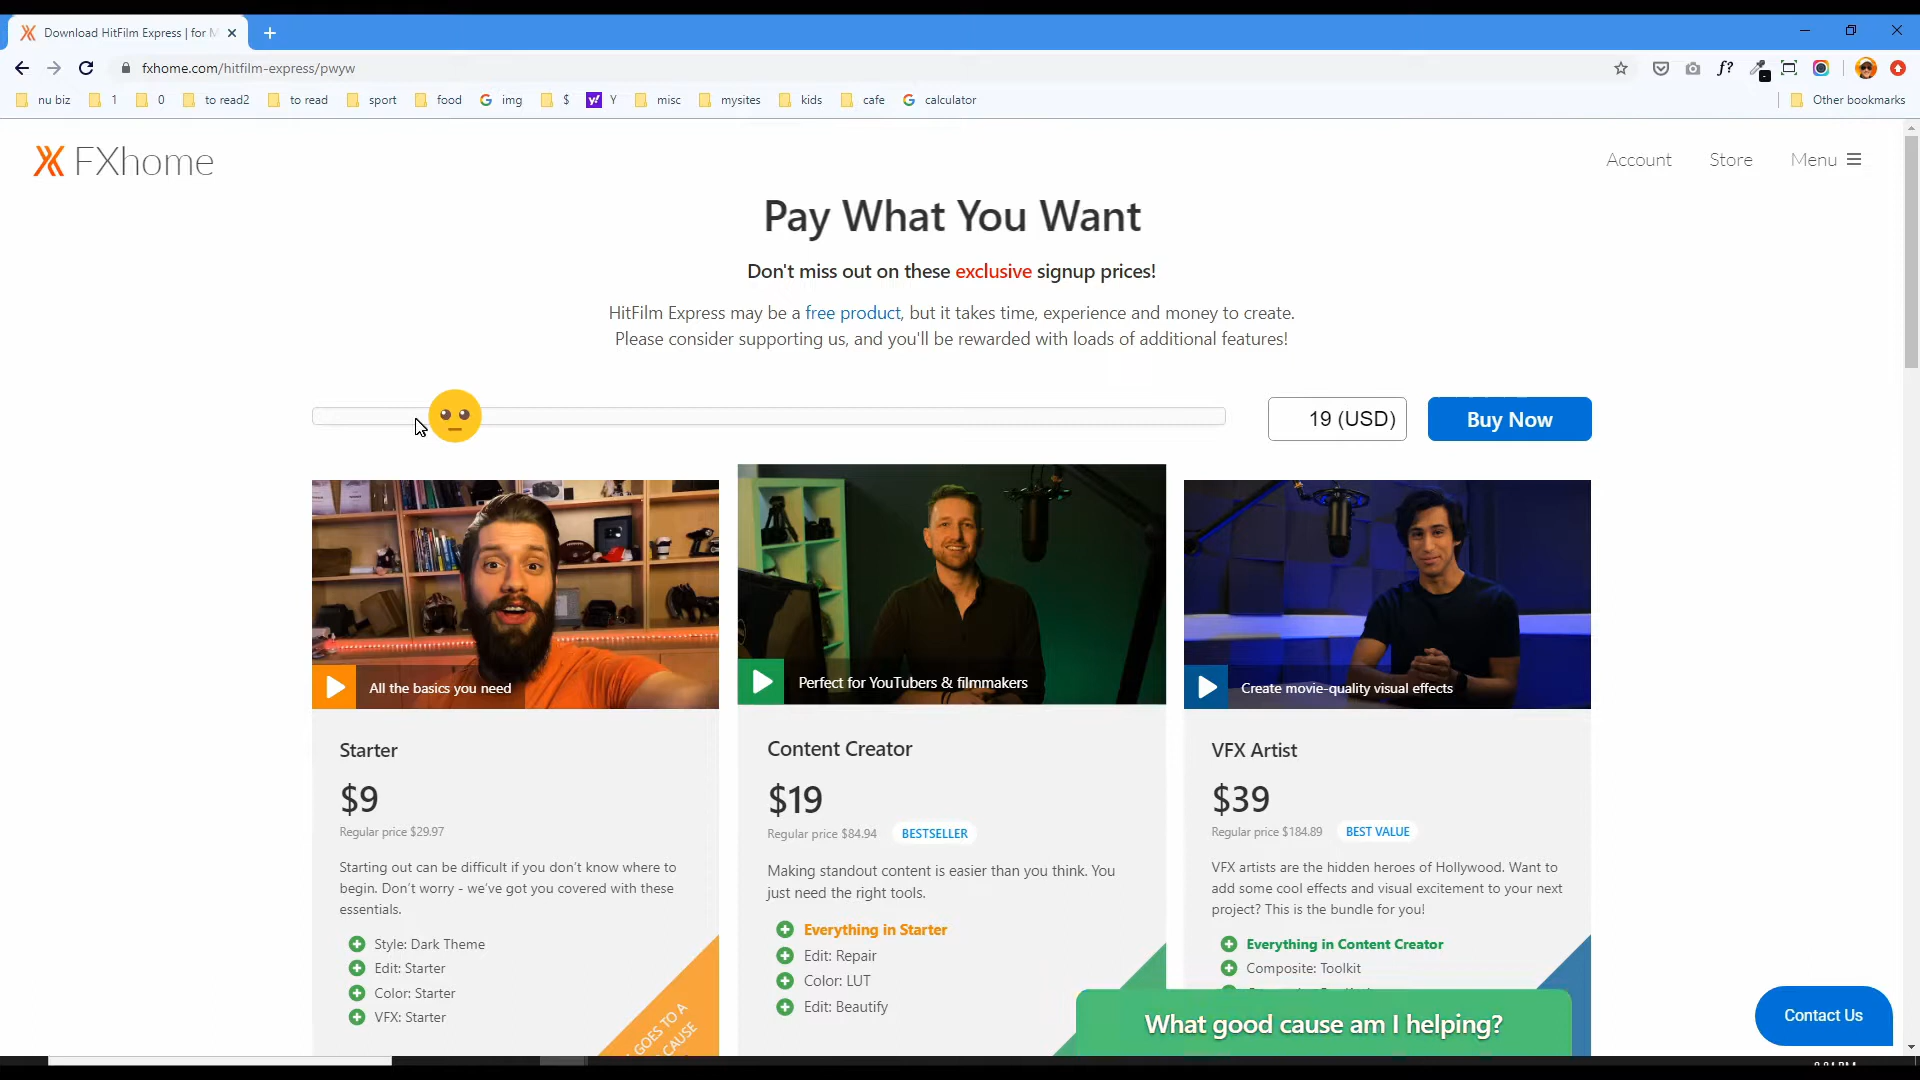 Download HitFilm Express | for M
fxhome.com/hitfilm-express/pwyw
f?
nu biz
1
0
to read2
to read
sport
food
img
$
y!
Y
misc
mysites
kids
cafe
calculator
Other bookmarks
FXhome
Account
Store
Menu
Pay What You Want
Don't miss out on these exclusive signup prices!
HitFilm Express may be a free product, but it takes time, experience and money to create.
Please consider supporting us, and you'll be rewarded with loads of additional features!
19 (USD)
Buy Now
All the basics you need
Perfect for YouTubers & filmmakers
Create movie-quality visual effects
Starter
$9
Regular price $29.97
Starting out can be difficult if you don't know where to
begin. Don't worry - we've got you covered with these
essentials.
Style: Dark Theme
Edit: Starter
Color: Starter
VFX: Starter
GOES TO A
CAUSE
Content Creator
$19
Regular price $84.94
BESTSELLER
Making standout content is easier than you think. You
just need the right tools.
Everything in Starter
Edit: Repair
Color: LUT
Edit: Beautify
VFX Artist
$39
Regular price $184.89
BEST VALUE
VFX artists are the hidden heroes of Hollywood. Want to
add some cool effects and visual excitement to your next
project? This is the bundle for you!
Everything in Content Creator
Composite: Toolkit
What good cause am I helping?
Contact Us